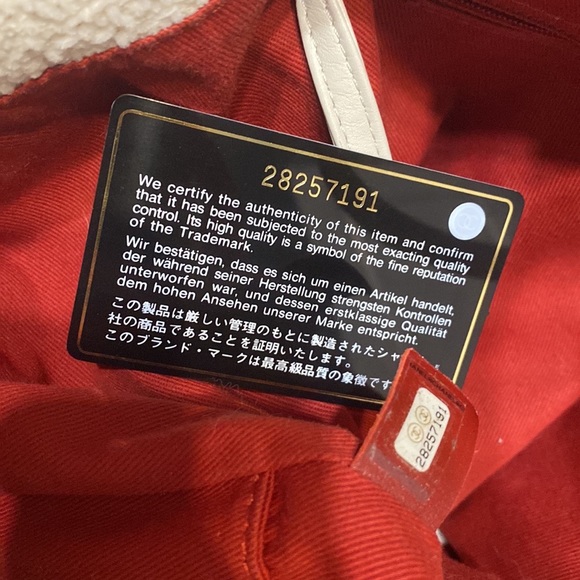 28257191
We certify the authenticity of this item and confirm
that it has been subjected to the most exacting quality
control. Its high quality is a symbol of the fine reputation
of the Trademark.
Wir bestätigen, dass es sich um einen Artikel handelt,
der während seiner Herstellung strengsten Kontrollen
unterworfen war, und dessen erstklassige Qualität
dem hohen Ansehen unserer Marke entspricht.
この製品は厳しい管理のもとに製造されたシャ
社の商品であることを証明いたします。
このブランド・マークは最高級品質の象徴です
28257191